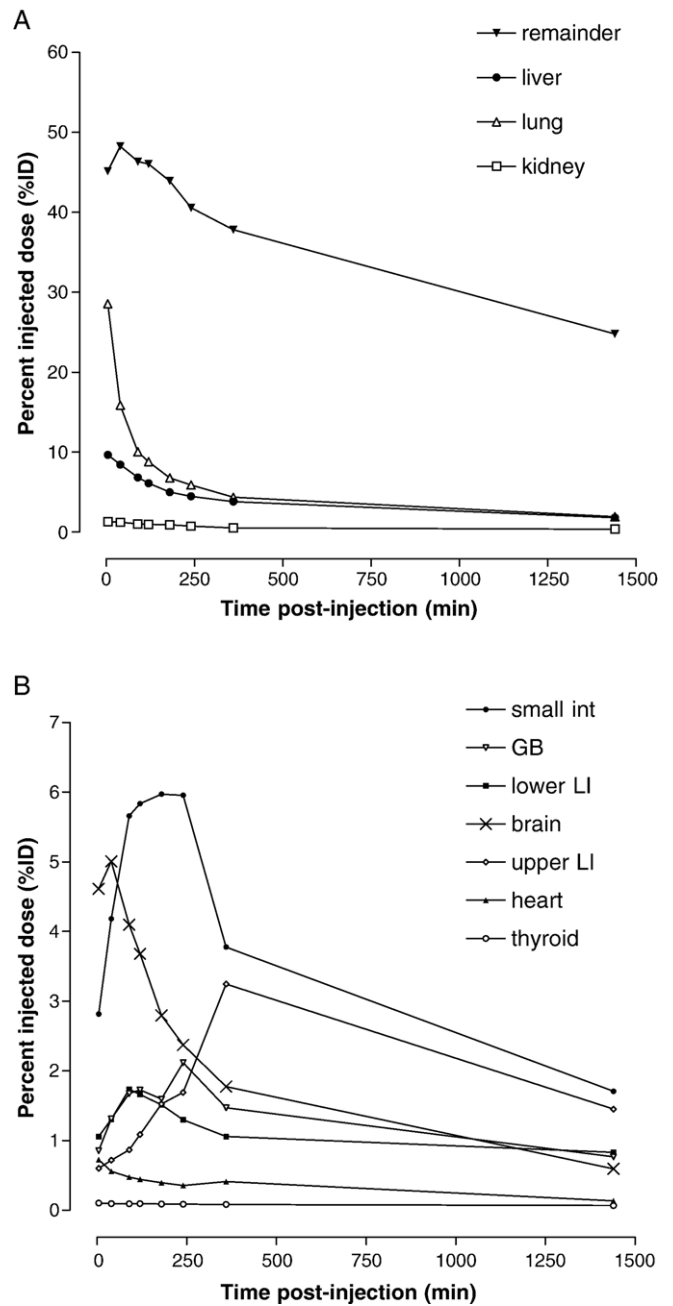 A
60
50
40
30
20
10
0
Percent injected dose (%ID)
remainder
liver
lung
kidney
0 250 500 750 1000 1250 1500
Time post-injection (min)
B
7
6
5
4
3
2
1
0
Percent injected dose (%ID)
small int
GB
lower LI
brain
upper LI
heart
thyroid
0 250 500 750 1000 1250 1500
Time post-injection (min)